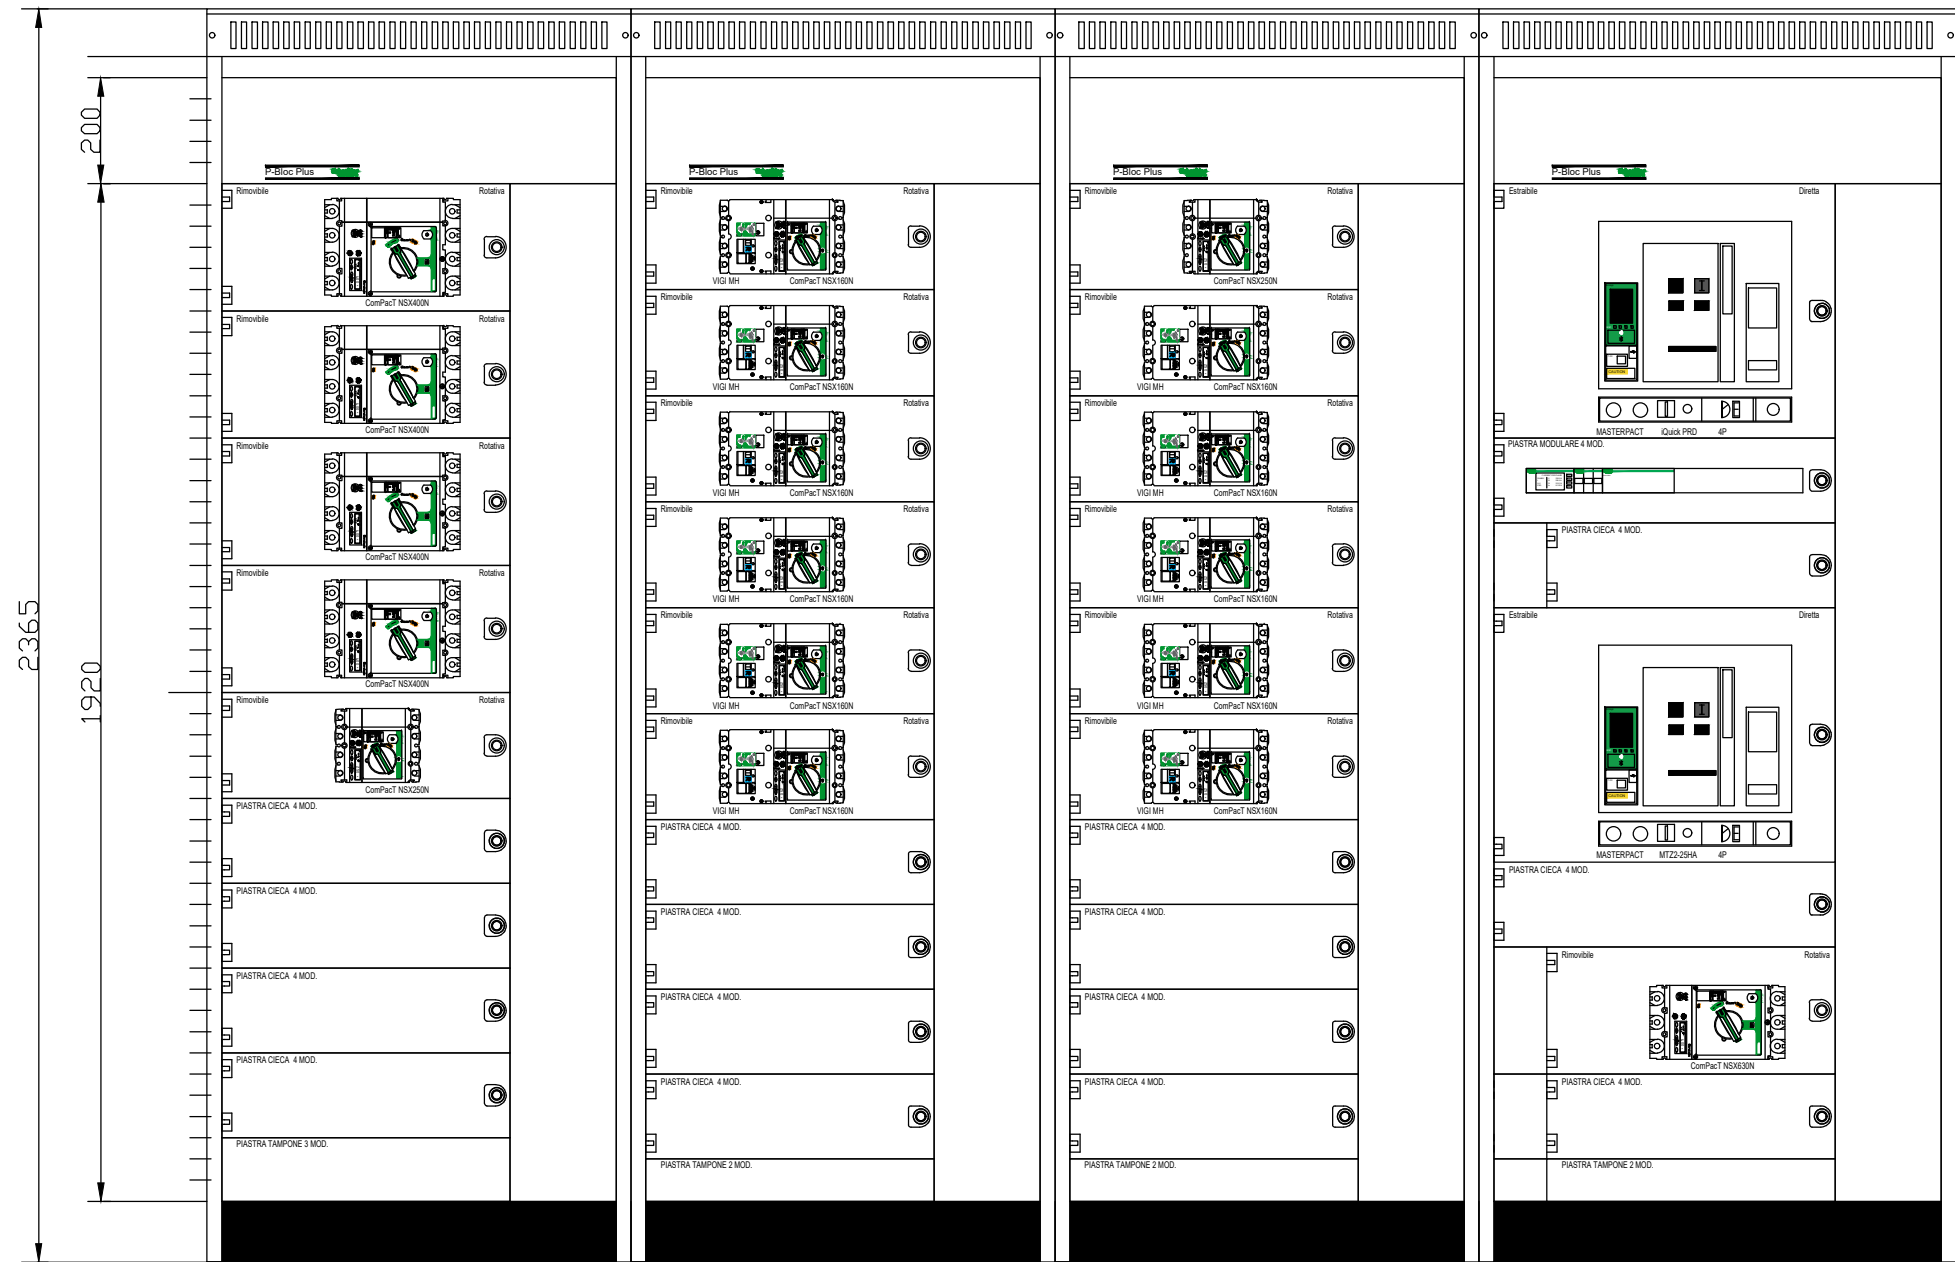 200
1920
2365
P-Bloc Plus
Rimovibile Rotativa
ComPacT NSX400N
Rimovibile Rotativa
ComPacT NSX400N
Rimovibile Rotativa
ComPacT NSX400N
Rimovibile Rotativa
ComPacT NSX400N
Rimovibile Rotativa
ComPacT NSX250N
PIASTRA CIECA 4 MOD.
PIASTRA CIECA 4 MOD.
PIASTRA CIECA 4 MOD.
PIASTRA CIECA 4 MOD.
PIASTRA TAMPONE 3 MOD.
P-Bloc Plus
Rimovibile Rotativa
VIGI MH ComPacT NSX160N
Rimovibile Rotativa
VIGI MH ComPacT NSX160N
Rimovibile Rotativa
VIGI MH ComPacT NSX160N
Rimovibile Rotativa
VIGI MH ComPacT NSX160N
Rimovibile Rotativa
VIGI MH ComPacT NSX160N
Rimovibile Rotativa
VIGI MH ComPacT NSX160N
PIASTRA CIECA 4 MOD.
PIASTRA CIECA 4 MOD.
PIASTRA CIECA 4 MOD.
PIASTRA CIECA 4 MOD.
PIASTRA TAMPONE 2 MOD.
P-Bloc Plus
Rimovibile Rotativa
ComPacT NSX250N
Rimovibile Rotativa
VIGI MH ComPacT NSX160N
Rimovibile Rotativa
VIGI MH ComPacT NSX160N
Rimovibile Rotativa
VIGI MH ComPacT NSX160N
Rimovibile Rotativa
VIGI MH ComPacT NSX160N
Rimovibile Rotativa
VIGI MH ComPacT NSX160N
PIASTRA CIECA 4 MOD.
PIASTRA CIECA 4 MOD.
PIASTRA CIECA 4 MOD.
PIASTRA CIECA 4 MOD.
PIASTRA TAMPONE 2 MOD.
P-Bloc Plus
Estraibile Diretta
CAUTION
MASTERPACT iQuick PRD 4P
PIASTRA MODULARE 4 MOD.
PIASTRA CIECA 4 MOD.
Estraibile Diretta
CAUTION
MASTERPACT MTZ2-25HA 4P
PIASTRA CIECA 4 MOD.
Rimovibile Rotativa
ComPacT NSX630N
PIASTRA CIECA 4 MOD.
PIASTRA TAMPONE 2 MOD.